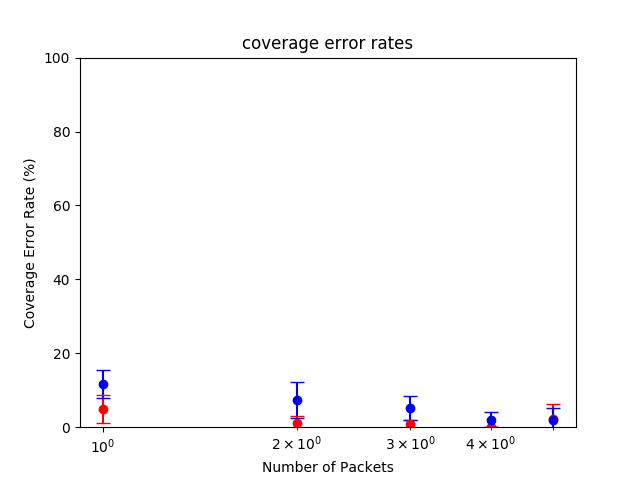 coverage error rates
100
80
60
40
20
0
Coverage Error Rate (%)
10⁰
2 × 10⁰
3 × 10⁰
4 × 10⁰
Number of Packets